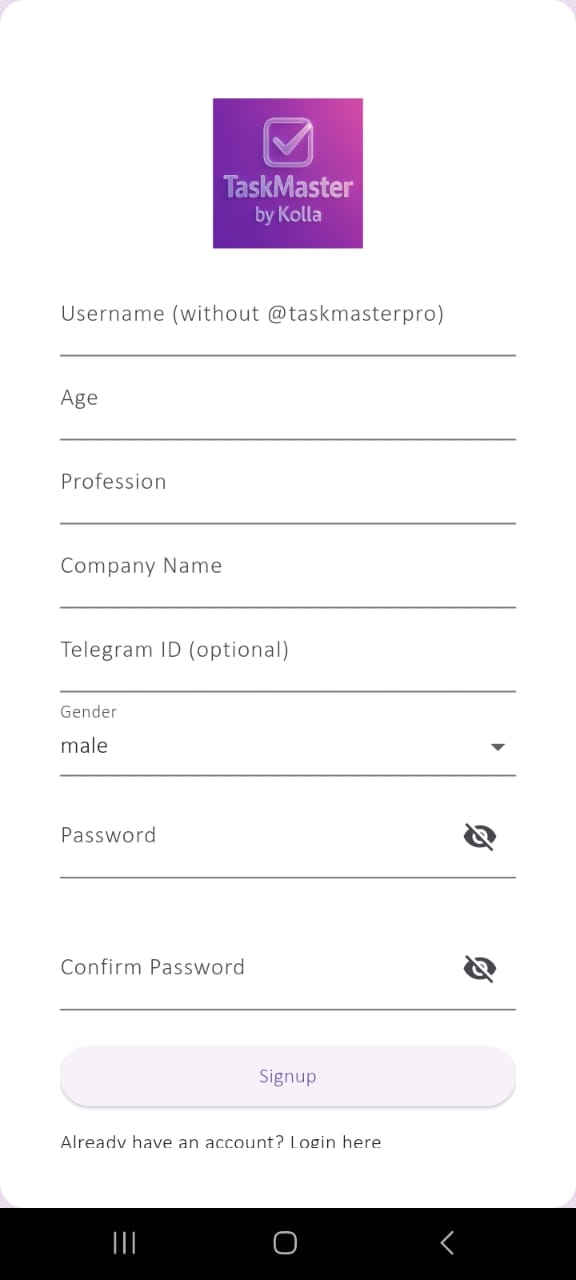 TaskMaster
by Kolla
Username (without @taskmasterpro)
Age
Profession
Company Name
Telegram ID (optional)
Gender
male
Password
Confirm Password
Signup
Already have an account? Login here